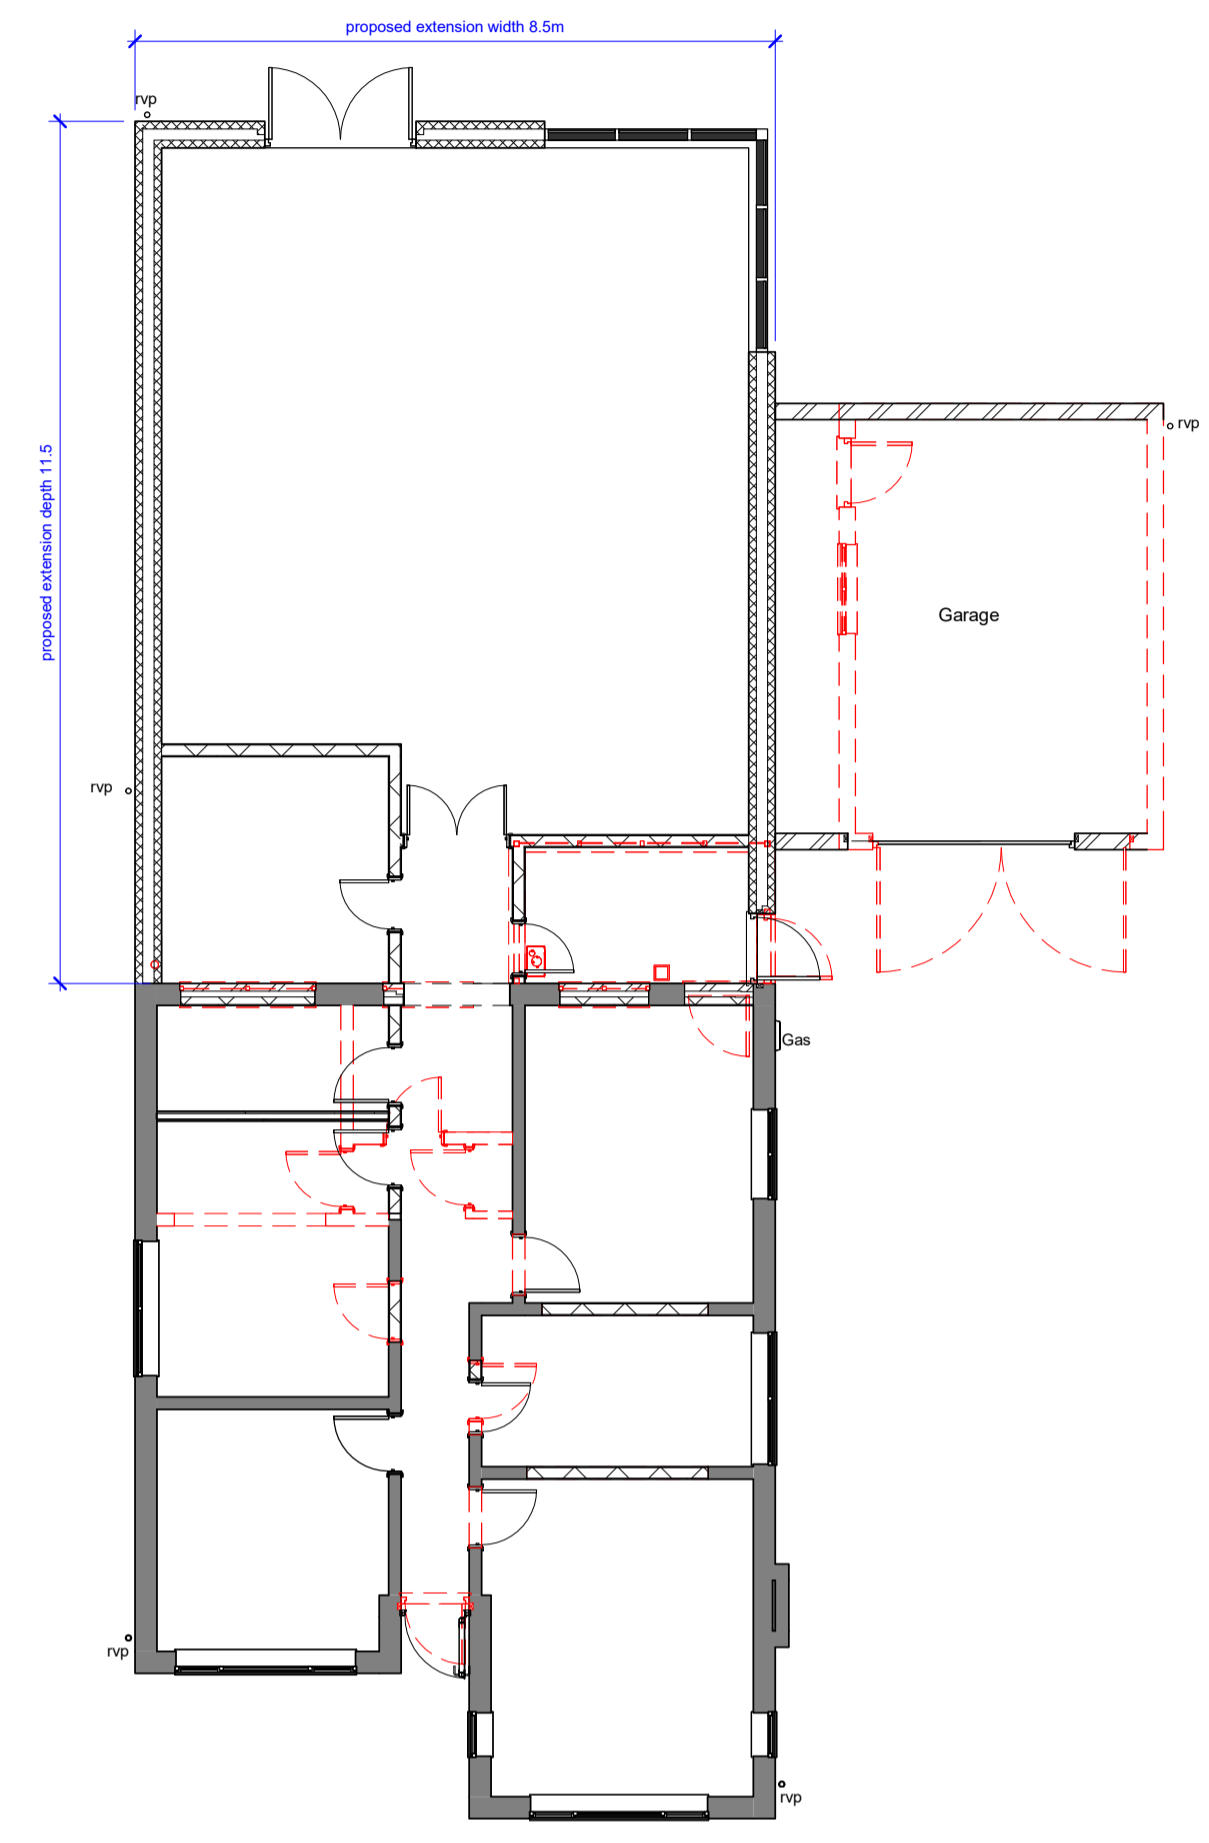 proposed extension width 8.5m
rvp
rvp
proposed extension depth 11.5
Garage
rvp
Gas
rvp
rvp